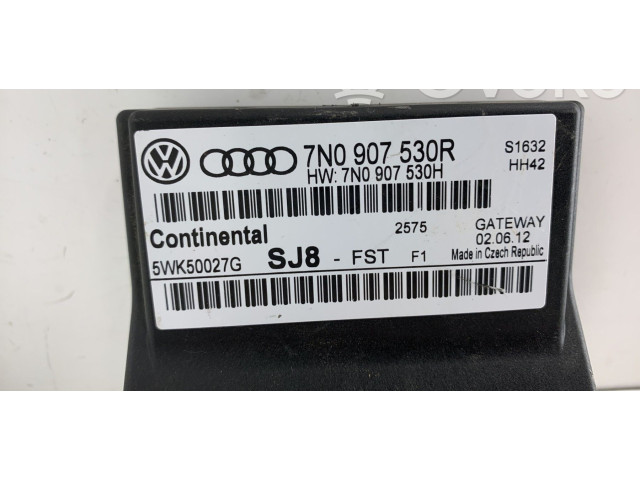 7N0 907 530R
S1632
HW: 7N0 907 530H
HH42
Continental
2575
GATEWAY
02.06.12
5WK50027G
SJ8 - FST F1
Made in Czech Republic